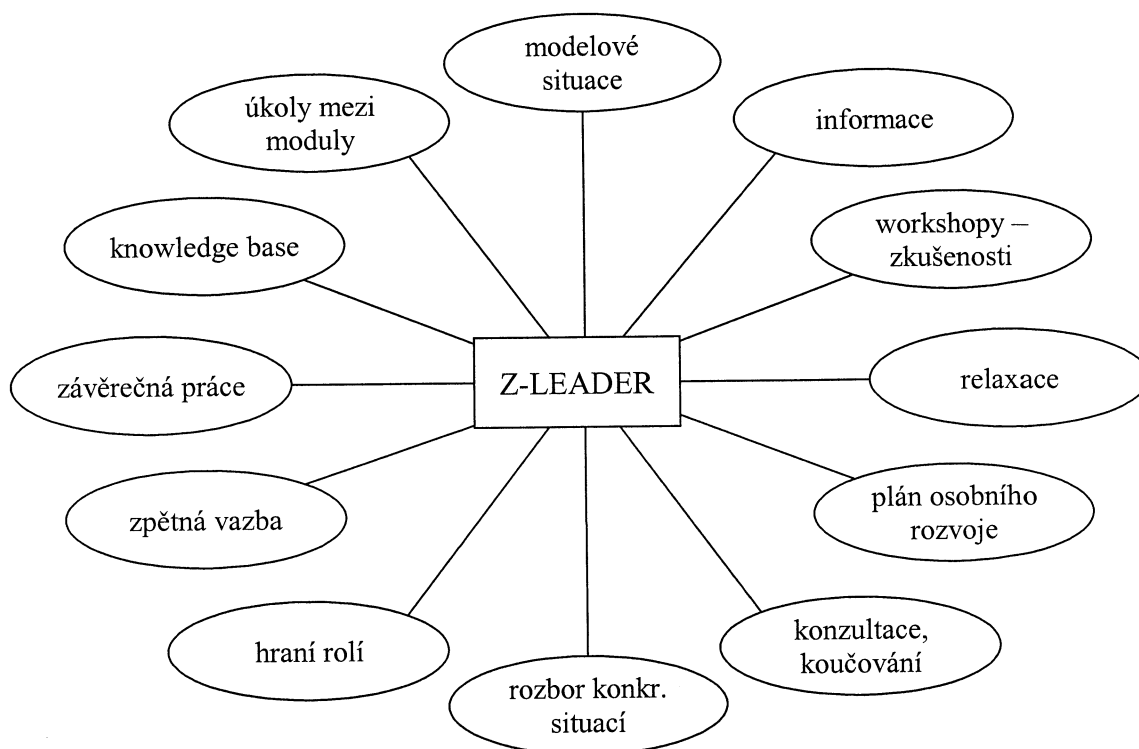 modelové
situace
úkoly mezi
moduly
informace
knowledge base
workshopy –
zkušenosti
závěrečná práce
Z-LEADER
relaxace
zpětná vazba
plán osobního
rozvoje
hraní rolí
konzultace,
koučování
rozbor konkr.
situací